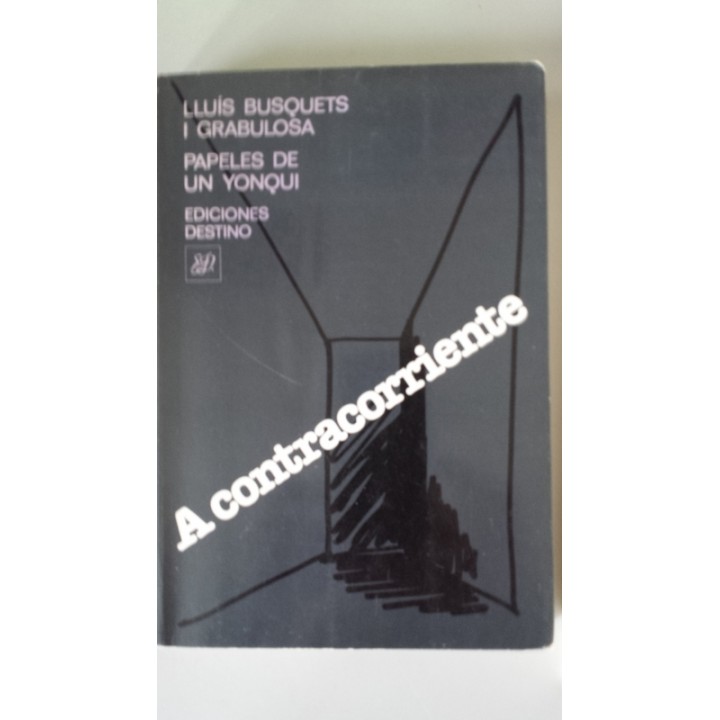 LLUÍS BUSQUETS
I GRABULOSA
PAPELES DE
UN YONQUI
EDICIONES
DESTINO
A contracorriente